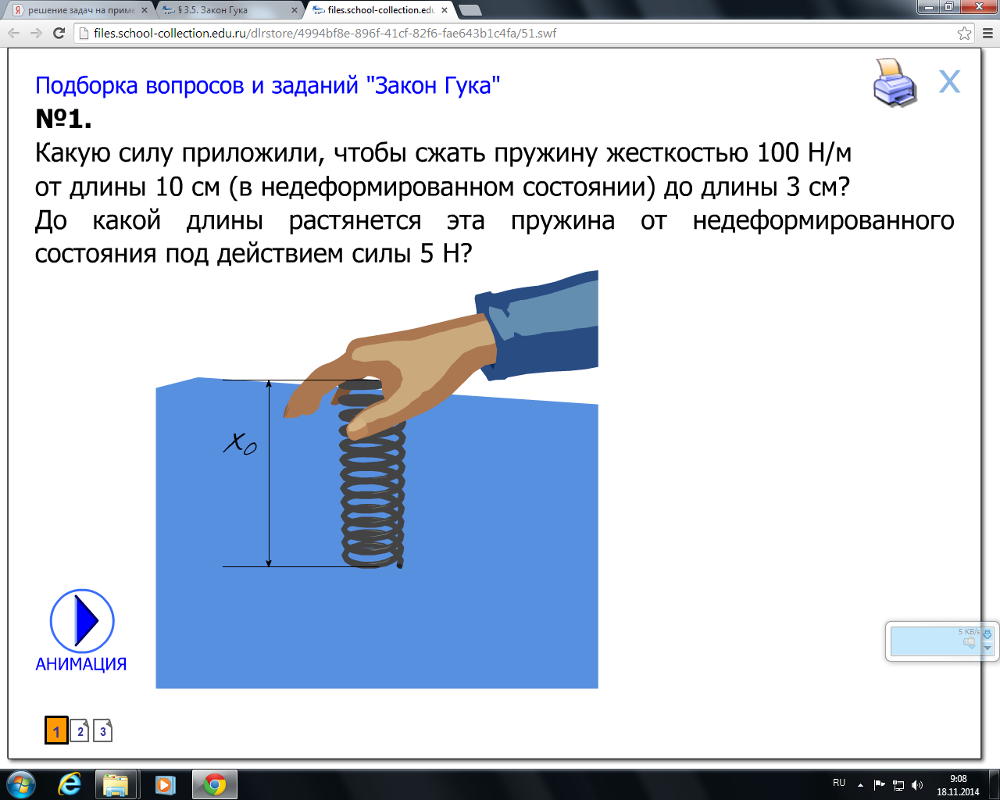 решение задач на приме
§ 3.5. Закон Гука
files.school-collection.edu
files.school-collection.edu.ru/dlrstore/4994bf8e-896f-41cf-82f6-fae643b1c4fa/51.swf
Подборка вопросов и заданий "Закон Гука"
X
№1.
Какую силу приложили, чтобы сжать пружину жесткостью 100 Н/м
от длины 10 см (в недеформированном состоянии) до длины 3 см?
До какой длины растянется эта пружина от недеформированного
состояния под действием силы 5 Н?
x₀
5 KB/s
АНИМАЦИЯ
1 2 3
RU
9:08
18.11.2014